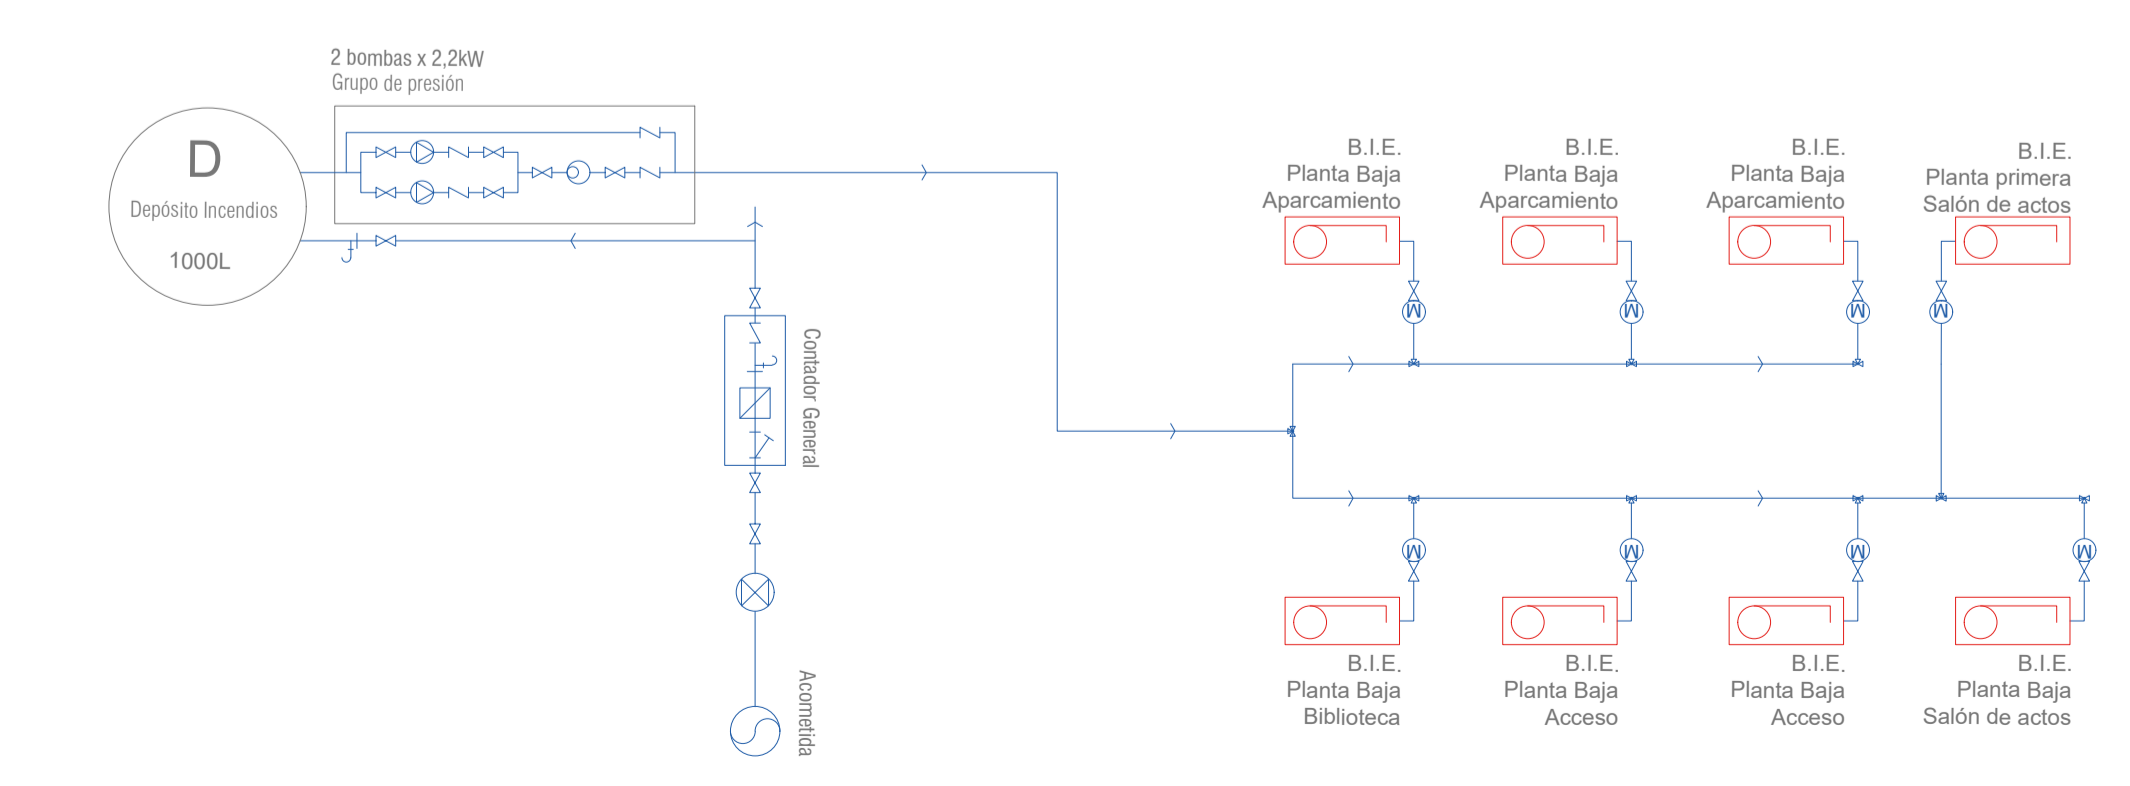 2 bombas x 2,2kW
Grupo de presión
D
Depósito Incendios
1000L
Contador General
Acometida
B.I.E.
Planta Baja
Aparcamiento
B.I.E.
Planta Baja
Aparcamiento
B.I.E.
Planta Baja
Aparcamiento
B.I.E.
Planta primera
Salón de actos
M
M
M
M
M
M
M
M
B.I.E.
Planta Baja
Biblioteca
B.I.E.
Planta Baja
Acceso
B.I.E.
Planta Baja
Acceso
B.I.E.
Planta Baja
Salón de actos